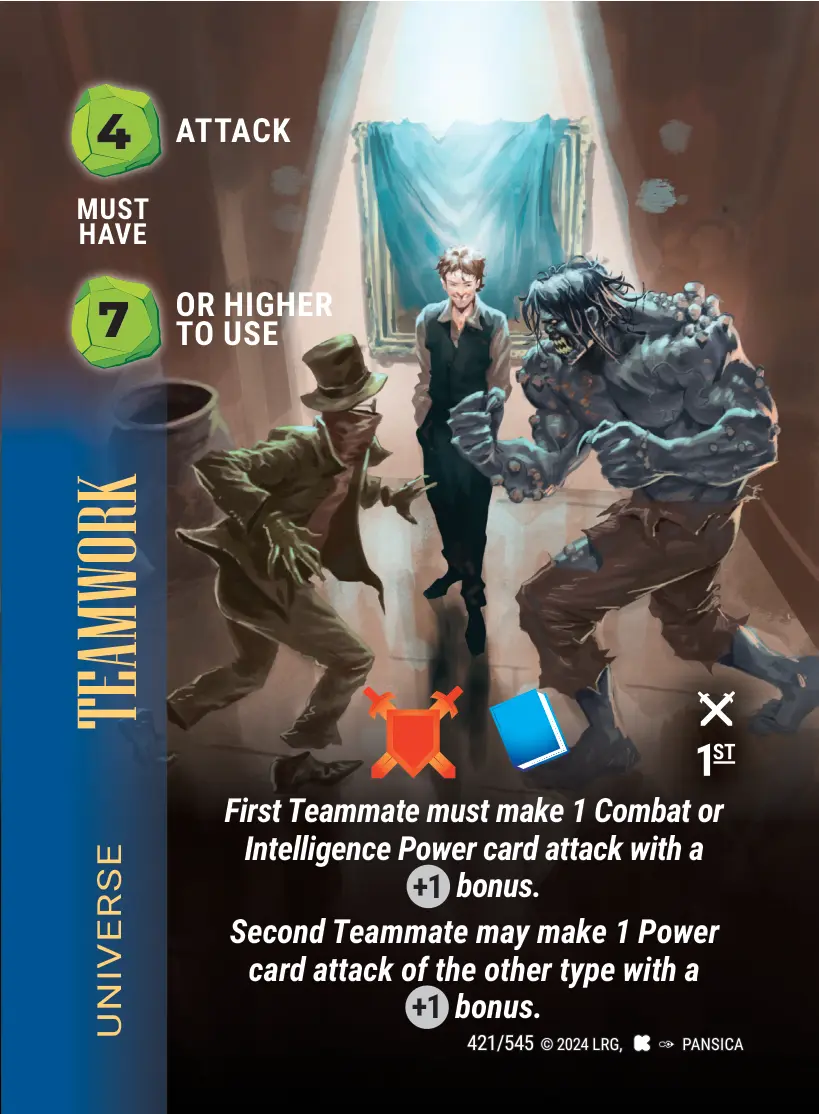 4 ATTACK
MUST
HAVE
7 OR HIGHER
TO USE
TEAMWORK
UNIVERSE
1ST
First Teammate must make 1 Combat or
Intelligence Power card attack with a
+1 bonus.
Second Teammate may make 1 Power
card attack of the other type with a
+1 bonus.
421/545 © 2024 LRG, PANSICA